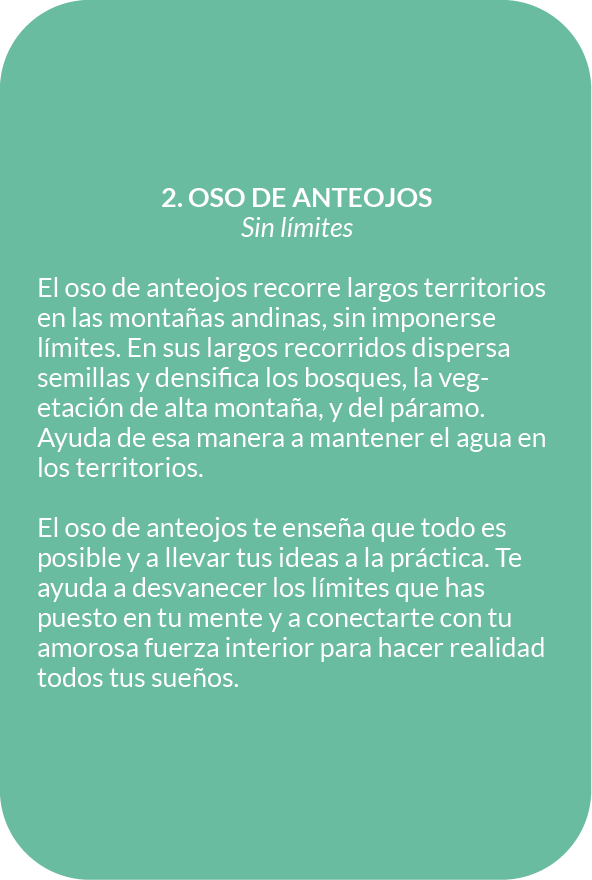 2. OSO DE ANTEOJOS
Sin límites
El oso de anteojos recorre largos territorios
en las montañas andinas, sin imponerse
límites. En sus largos recorridos dispersa
semillas y densifica los bosques, la veg-
etación de alta montaña, y del páramo.
Ayuda de esa manera a mantener el agua en
los territorios.
El oso de anteojos te enseña que todo es
posible y a llevar tus ideas a la práctica. Te
ayuda a desvanecer los límites que has
puesto en tu mente y a conectarte con tu
amorosa fuerza interior para hacer realidad
todos tus sueños.